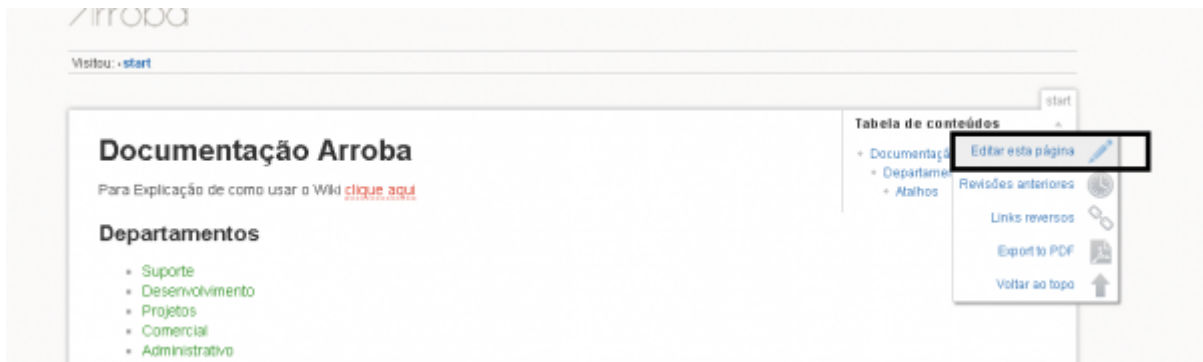 Arroba
Visitou: • start
start
Tabela de conteúdos
Documentação Arroba
Editar esta página
Para Explicação de como usar o Wiki clique aqui
Revisões anteriores
Atalhos
Links reversos
Departamentos
Export to PDF
Suporte
Voltar ao topo
Desenvolvimento
Projetos
Comercial
Administrativo